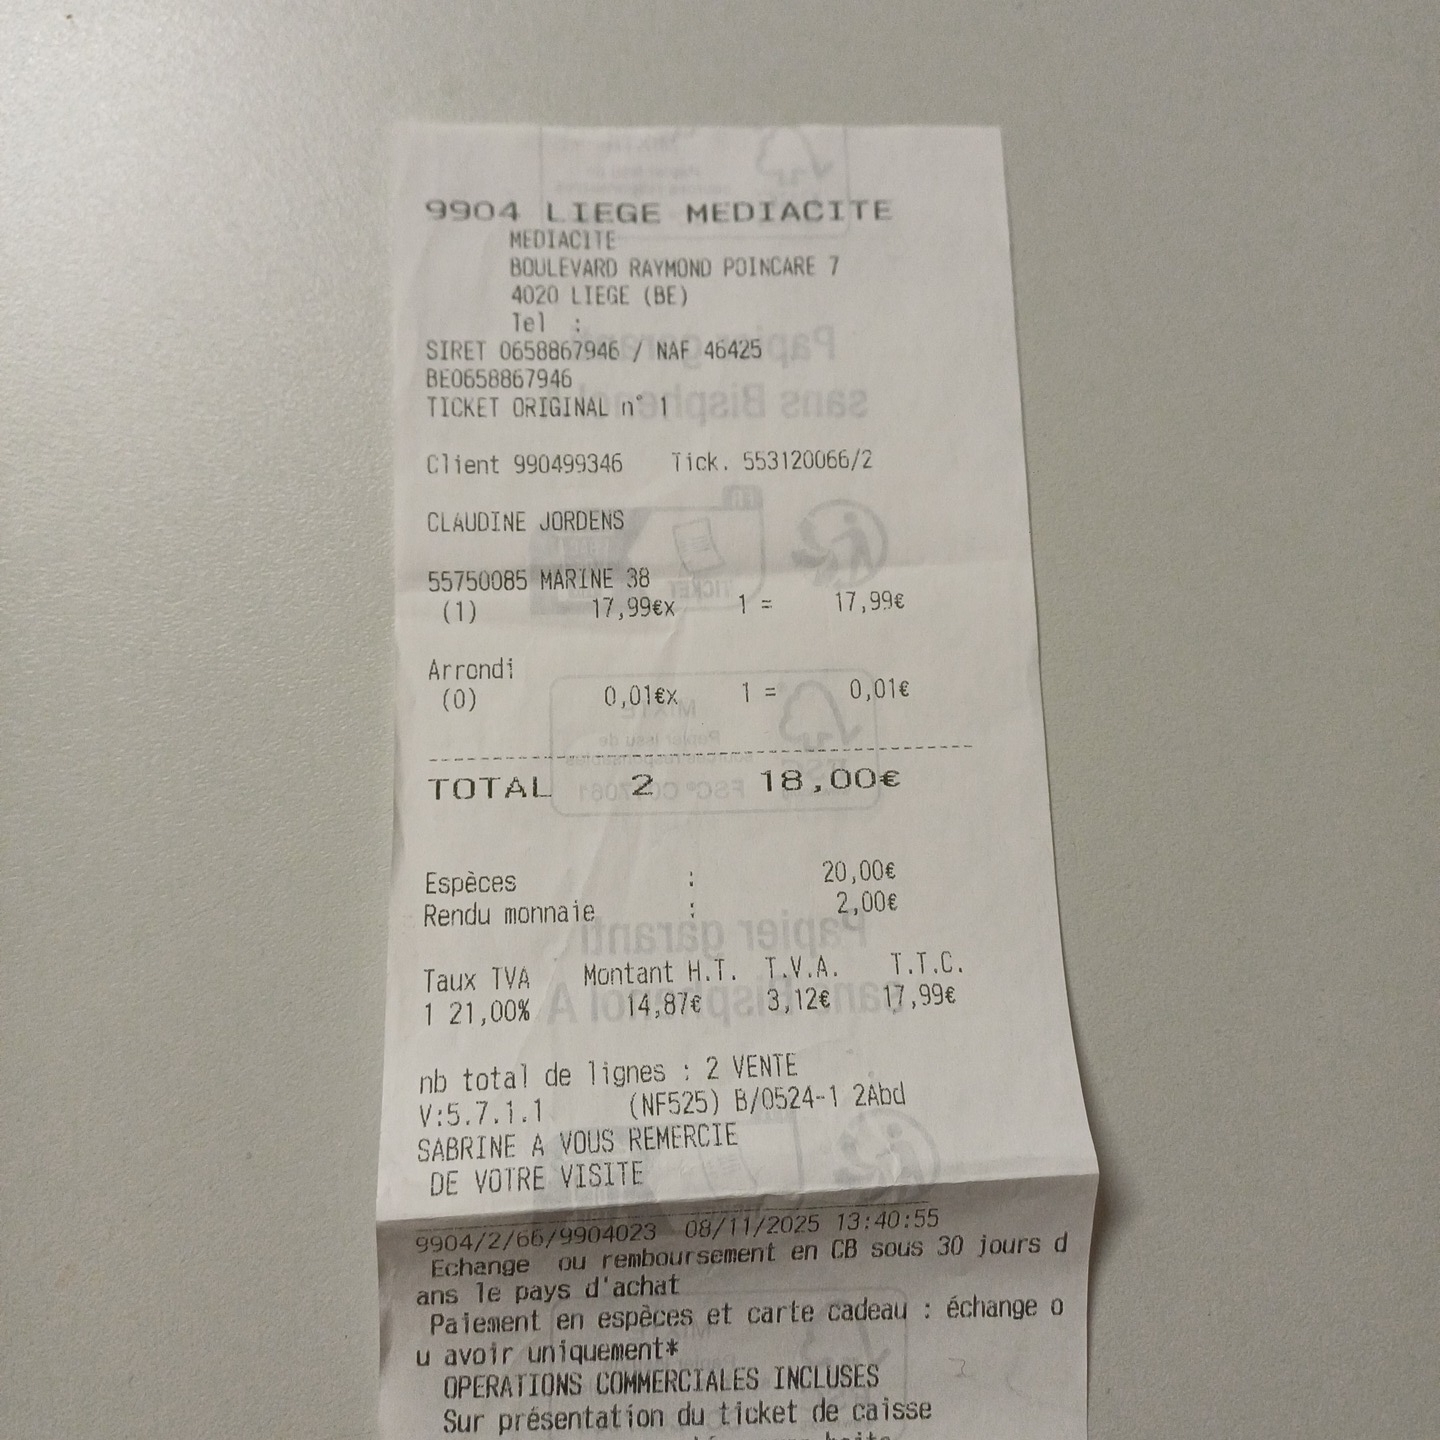 9904 LIEGE MEDIACITE
MEDIACITE
BOULEVARD RAYMOND POINCARE 7
4020 LIEGE (BE)
Tel :
SIRET 0658867946 / NAF 46425
BE0658867946
TICKET ORIGINAL n° 1
Client 990499346 Tick. 553120066/2
CLAUDINE JORDENS
55750085 MARINE 38
(1) 17,99€x 1 = 17,99€
Arrondi
(0) 0,01€x 1 = 0,01€
TOTAL 2 18,00€
Espèces : 20,00€
Rendu monnaie : 2,00€
Taux TVA Montant H.T. T.V.A. T.T.C.
1 21,00% 14,87€ 3,12€ 17,99€
nb total de lignes : 2 VENTE
V:5.7.1.1 (NF525) B/0524-1 2Abd
SABRINE A VOUS REMERCIE
DE VOTRE VISITE
9904/2/66/9904023 08/11/2025 13:40:55
Echange ou remboursement en CB sous 30 jours d
ans le pays d'achat
Paiement en espèces et carte cadeau : échange o
u avoir uniquement*
OPERATIONS COMMERCIALES INCLUSES
Sur présentation du ticket de caisse